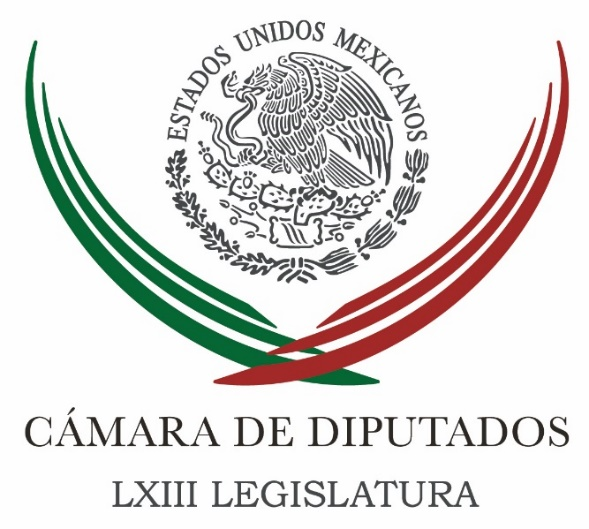 ESTADOS UNIDOS MEXICANOS
CÁMARA DE DIPUTADOS
LXIII LEGISLATURA